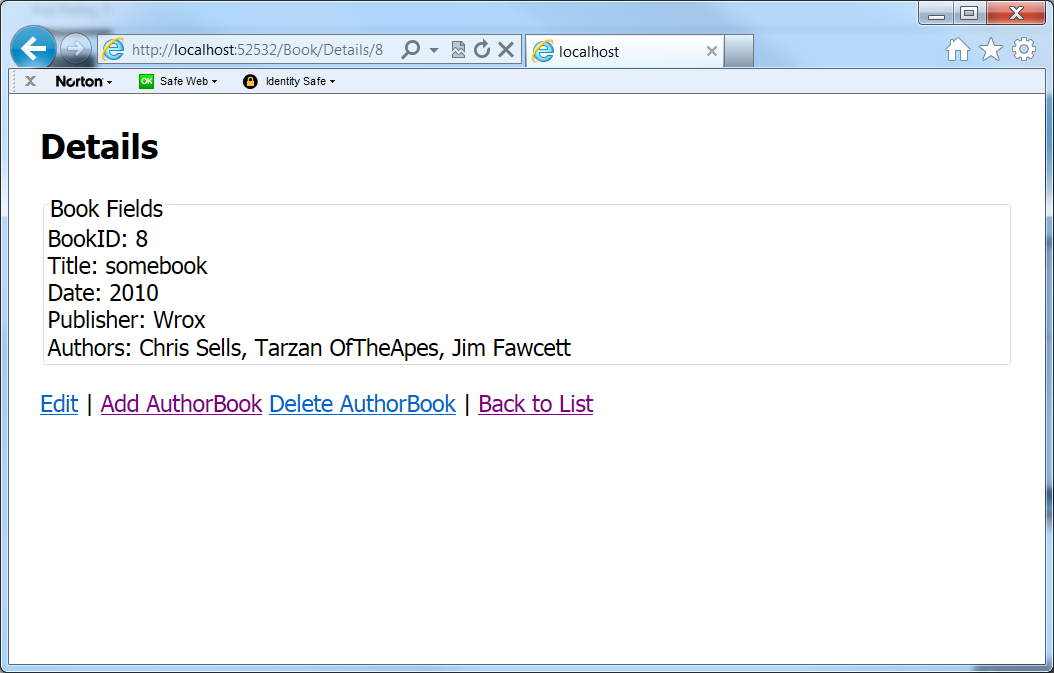 http://localhost:52532/Book/Details/8
localhost
X Norton OK Safe Web Identity Safe
Details
Book Fields
BookID: 8
Title: somebook
Date: 2010
Publisher: Wrox
Authors: Chris Sells, Tarzan OfTheApes, Jim Fawcett
Edit | Add AuthorBook Delete AuthorBook | Back to List